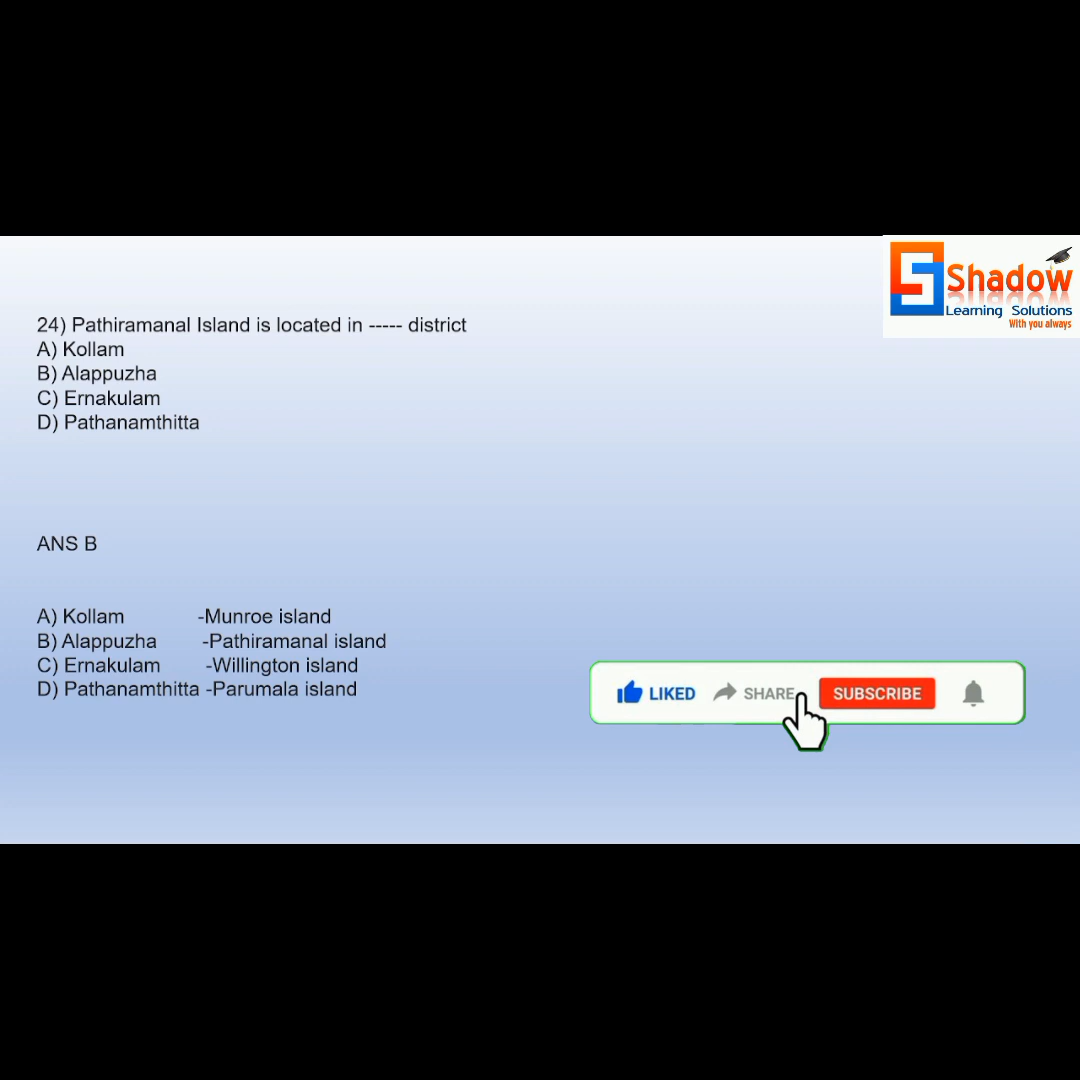 Shadow
Learning Solutions
With you always
24) Pathiramanal Island is located in ----- district
A) Kollam
B) Alappuzha
C) Ernakulam
D) Pathanamthitta
ANS B
A) Kollam -Munroe island
B) Alappuzha -Pathiramanal island
C) Ernakulam -Willington island
D) Pathanamthitta -Parumala island
LIKED SHARE SUBSCRIBE